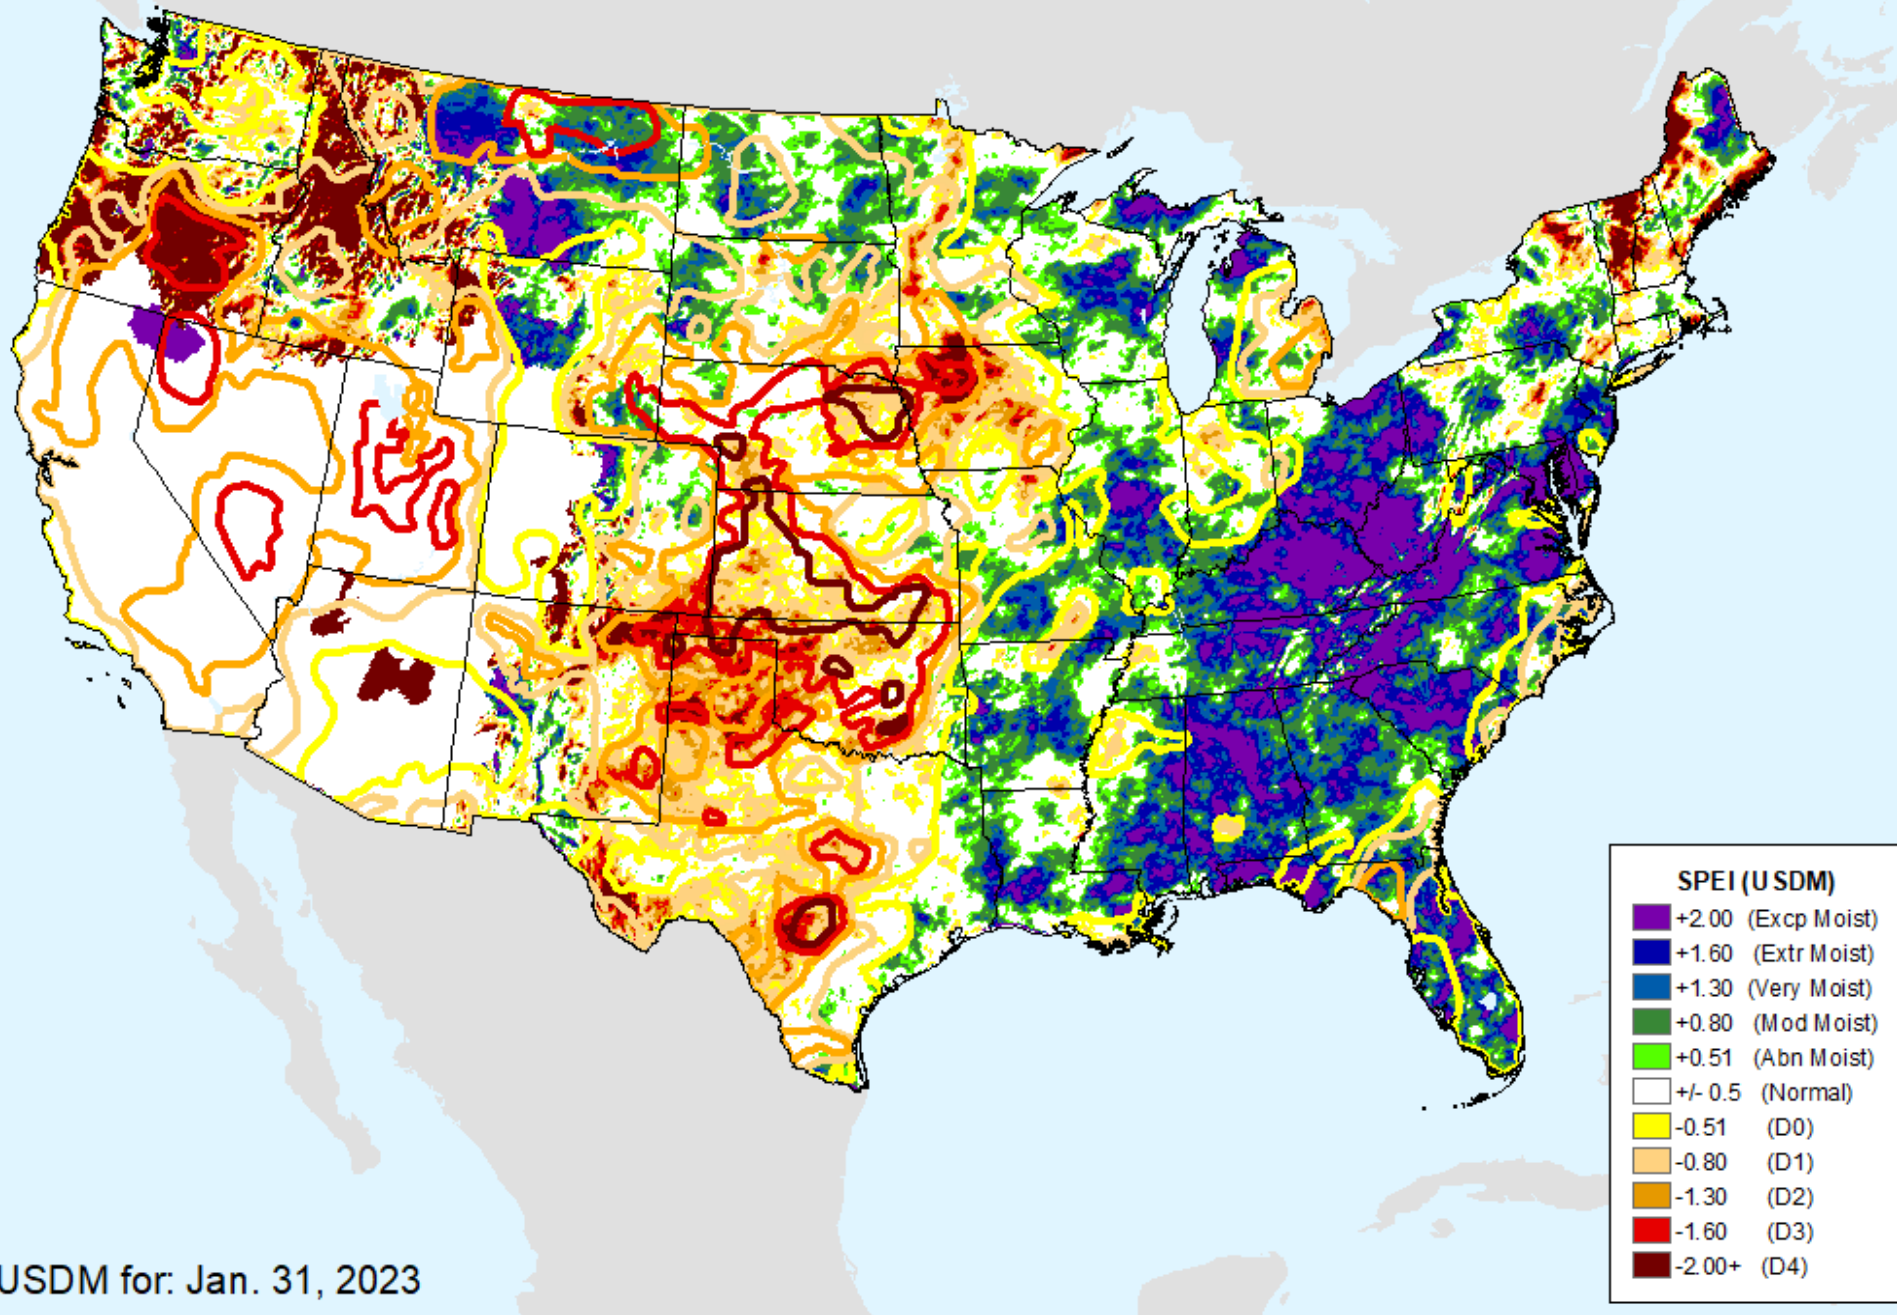 SPEI (USDM)
+2.00 (Excp Moist)
+1.60 (Extr Moist)
+1.30 (Very Moist)
+0.80 (Mod Moist)
+0.51 (Abn Moist)
+/- 0.5 (Normal)
-0.51 (D0)
-0.80 (D1)
-1.30 (D2)
-1.60 (D3)
-2.00+ (D4)
USDM for: Jan. 31, 2023